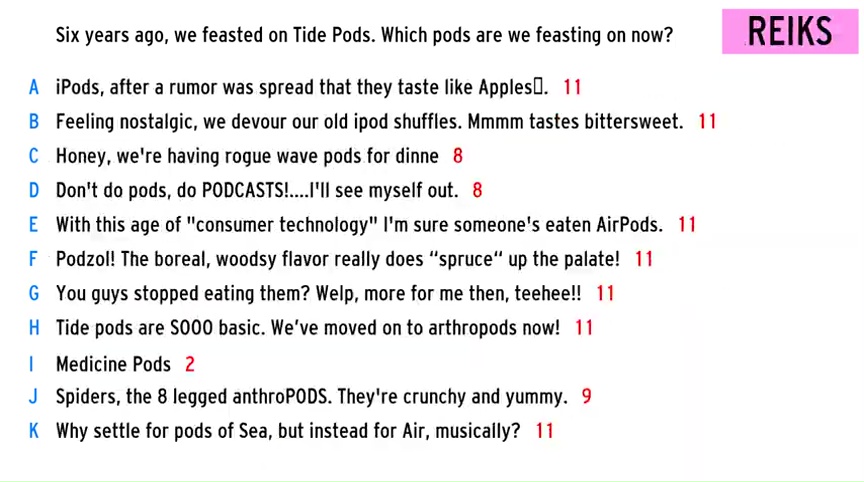 Six years ago, we feasted on Tide Pods. Which pods are we feasting on now?
REIKS
A iPods, after a rumor was spread that they taste like Apples▯. 11
B Feeling nostalgic, we devour our old ipod shuffles. Mmmm tastes bittersweet. 11
C Honey, we're having rogue wave pods for dinne 8
D Don't do pods, do PODCASTS!....I'll see myself out. 8
E With this age of "consumer technology" I'm sure someone's eaten AirPods. 11
F Podzol! The boreal, woodsy flavor really does “spruce“ up the palate! 11
G You guys stopped eating them? Welp, more for me then, teehee!! 11
H Tide pods are SOOO basic. We’ve moved on to arthropods now! 11
I Medicine Pods 2
J Spiders, the 8 legged anthroPODS. They're crunchy and yummy. 9
K Why settle for pods of Sea, but instead for Air, musically? 11